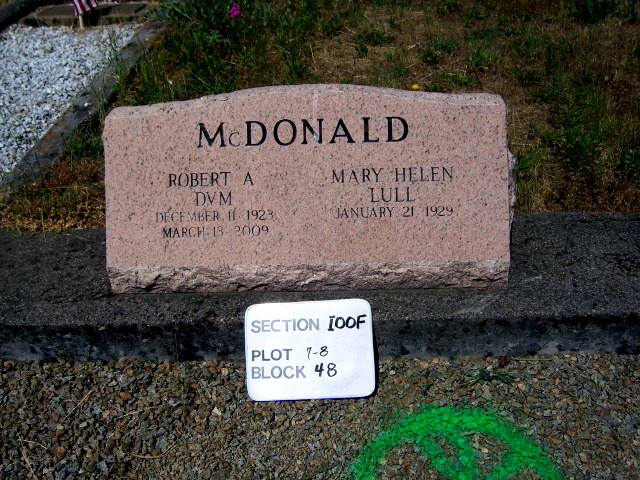 McDONALD
ROBERT A
DVM
DECEMBER 11 1923
MARCH 18 2009
MARY HELEN
LULL
JANUARY 21 1929
SECTION IOOF
PLOT 7-8
BLOCK 48